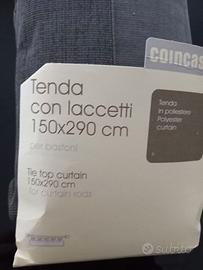 coincas
Tenda
con laccetti
150x290 cm
per bastoni
Tie top curtain
150x290 cm
for curtain rods
Tenda
in poliestere
Polyester
curtain
subito